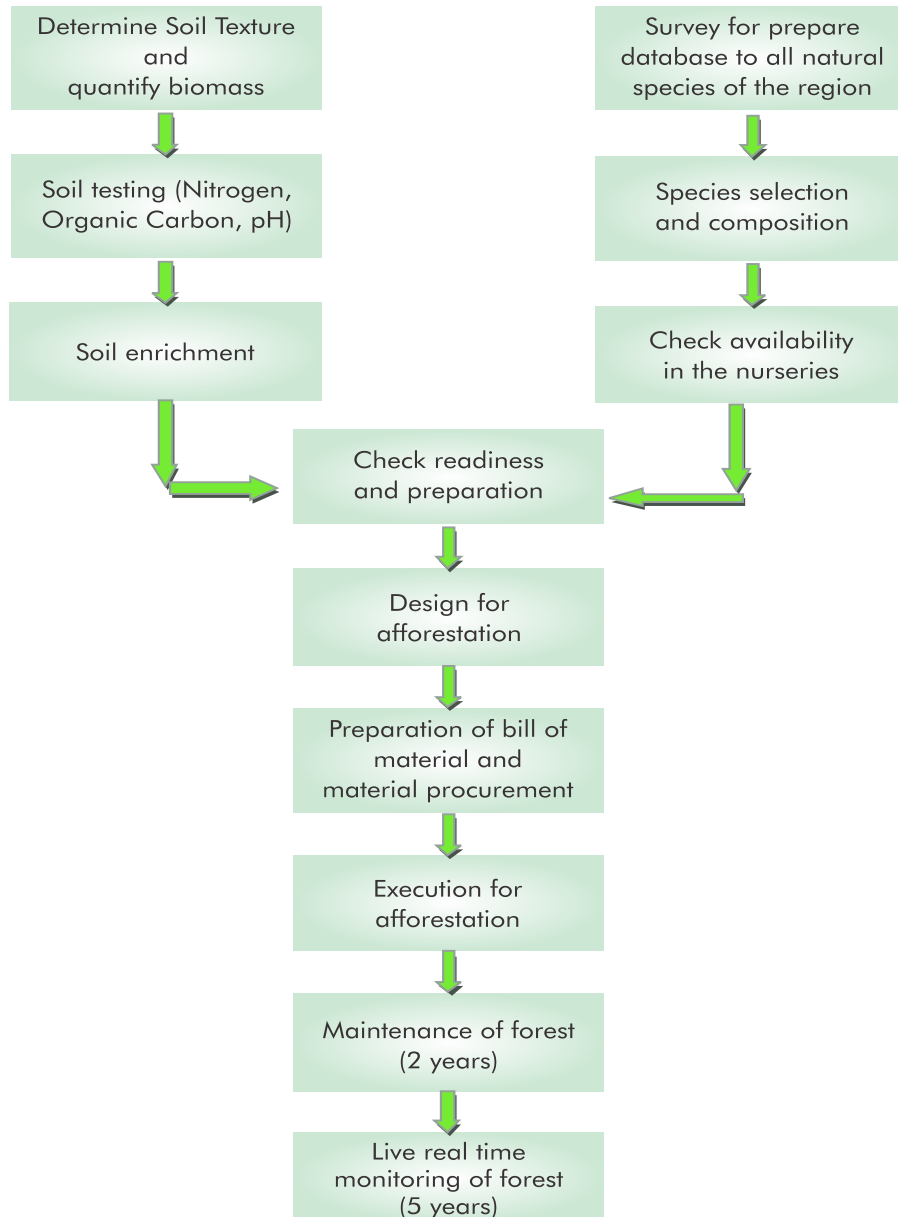 Determine Soil Texture
and
quantify biomass
Soil testing (Nitrogen,
Organic Carbon, pH)
Soil enrichment
Survey for prepare
database to all natural
species of the region
Species selection
and composition
Check availability
in the nurseries
Check readiness
and preparation
Design for
afforestation
Preparation of bill of
material and
material procurement
Execution for
afforestation
Maintenance of forest
(2 years)
Live real time
monitoring of forest
(5 years)